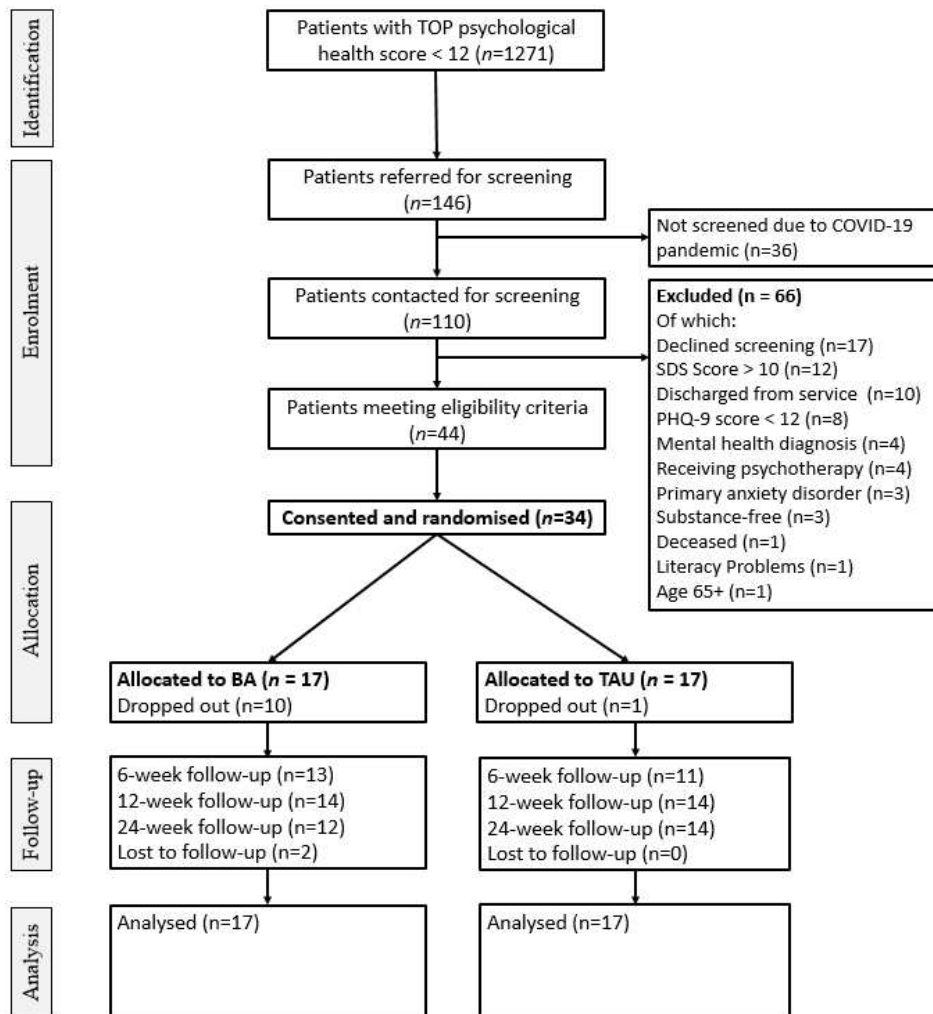 Identification
Patients with TOP psychological
health score < 12 (n=1271)
Enrolment
Patients referred for screening
(n=146)
Not screened due to COVID-19
pandemic (n=36)
Patients contacted for screening
(n=110)
Excluded (n = 66)
Of which:
Declined screening (n=17)
SDS Score > 10 (n=12)
Discharged from service (n=10)
PHQ-9 score < 12 (n=8)
Mental health diagnosis (n=4)
Receiving psychotherapy (n=4)
Primary anxiety disorder (n=3)
Substance-free (n=3)
Deceased (n=1)
Literacy Problems (n=1)
Age 65+ (n=1)
Patients meeting eligibility criteria
(n=44)
Allocation
Consented and randomised (n=34)
Allocated to BA (n = 17)
Dropped out (n=10)
Allocated to TAU (n = 17)
Dropped out (n=1)
Follow-up
6-week follow-up (n=13)
12-week follow-up (n=14)
24-week follow-up (n=12)
Lost to follow-up (n=2)
6-week follow-up (n=11)
12-week follow-up (n=14)
24-week follow-up (n=14)
Lost to follow-up (n=0)
Analysis
Analysed (n=17)
Analysed (n=17)